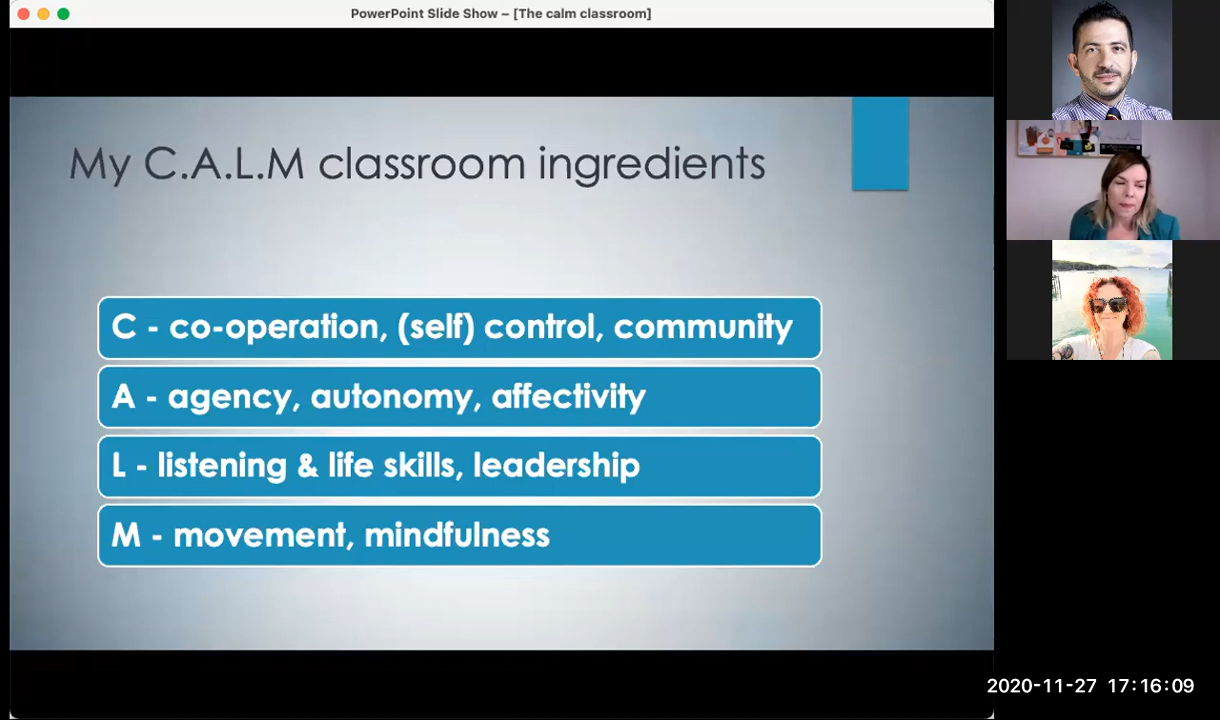 PowerPoint Slide Show – [The calm classroom]
My C.A.L.M classroom ingredients
C - co-operation, (self) control, community
A - agency, autonomy, affectivity
L - listening & life skills, leadership
M - movement, mindfulness
2020-11-27 17:16:09